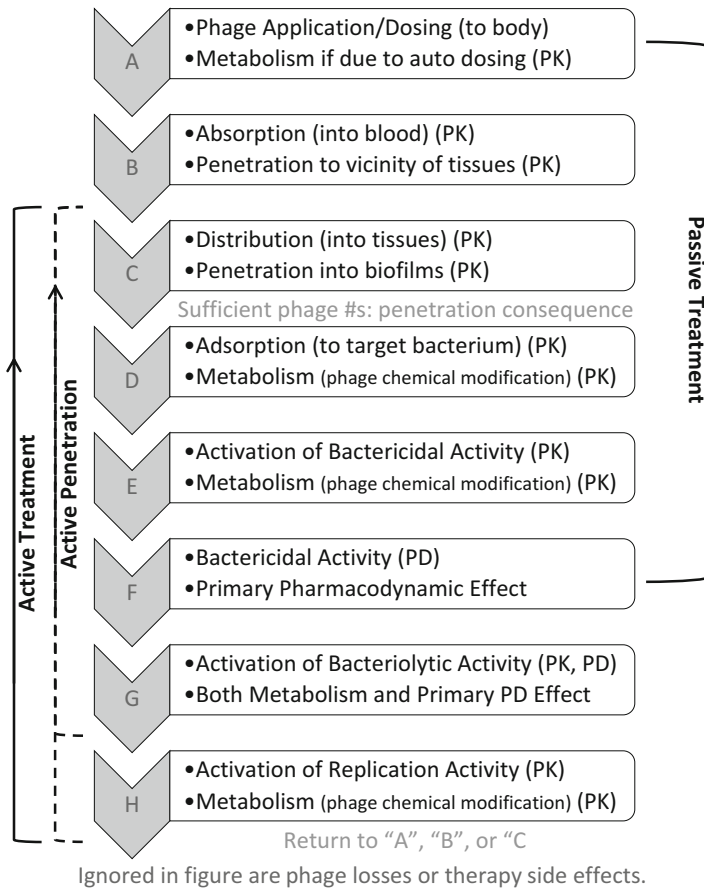 A
•Phage Application/Dosing (to body)
•Metabolism if due to auto dosing (PK)
B
•Absorption (into blood) (PK)
•Penetration to vicinity of tissues (PK)
C
•Distribution (into tissues) (PK)
•Penetration into biofilms (PK)
Sufficient phage #s: penetration consequence
D
•Adsorption (to target bacterium) (PK)
•Metabolism (phage chemical modification) (PK)
E
•Activation of Bactericidal Activity (PK)
•Metabolism (phage chemical modification) (PK)
F
•Bactericidal Activity (PD)
•Primary Pharmacodynamic Effect
G
•Activation of Bacteriolytic Activity (PK, PD)
•Both Metabolism and Primary PD Effect
H
•Activation of Replication Activity (PK)
•Metabolism (phage chemical modification) (PK)
Return to “A”, “B”, or “C
Active Treatment
Active Penetration
Passive Treatment
Ignored in figure are phage losses or therapy side effects.